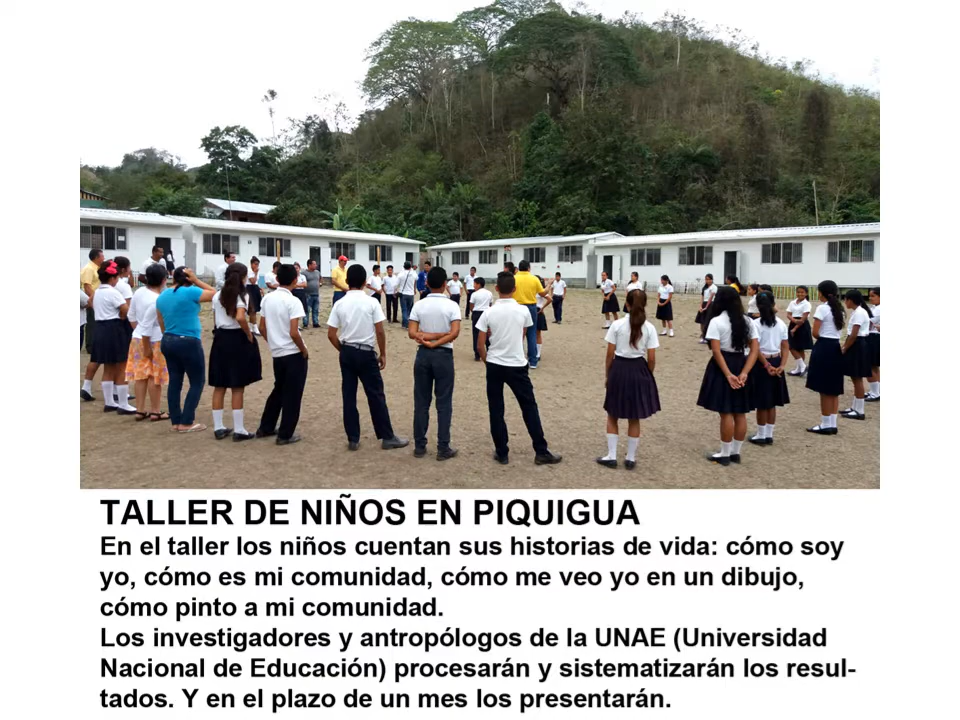 TALLER DE NIÑOS EN PIQUIGUA
En el taller los niños cuentan sus historias de vida: cómo soy
yo, cómo es mi comunidad, cómo me veo yo en un dibujo,
cómo pinto a mi comunidad.
Los investigadores y antropólogos de la UNAE (Universidad
Nacional de Educación) procesarán y sistematizarán los resul-
tados. Y en el plazo de un mes los presentarán.